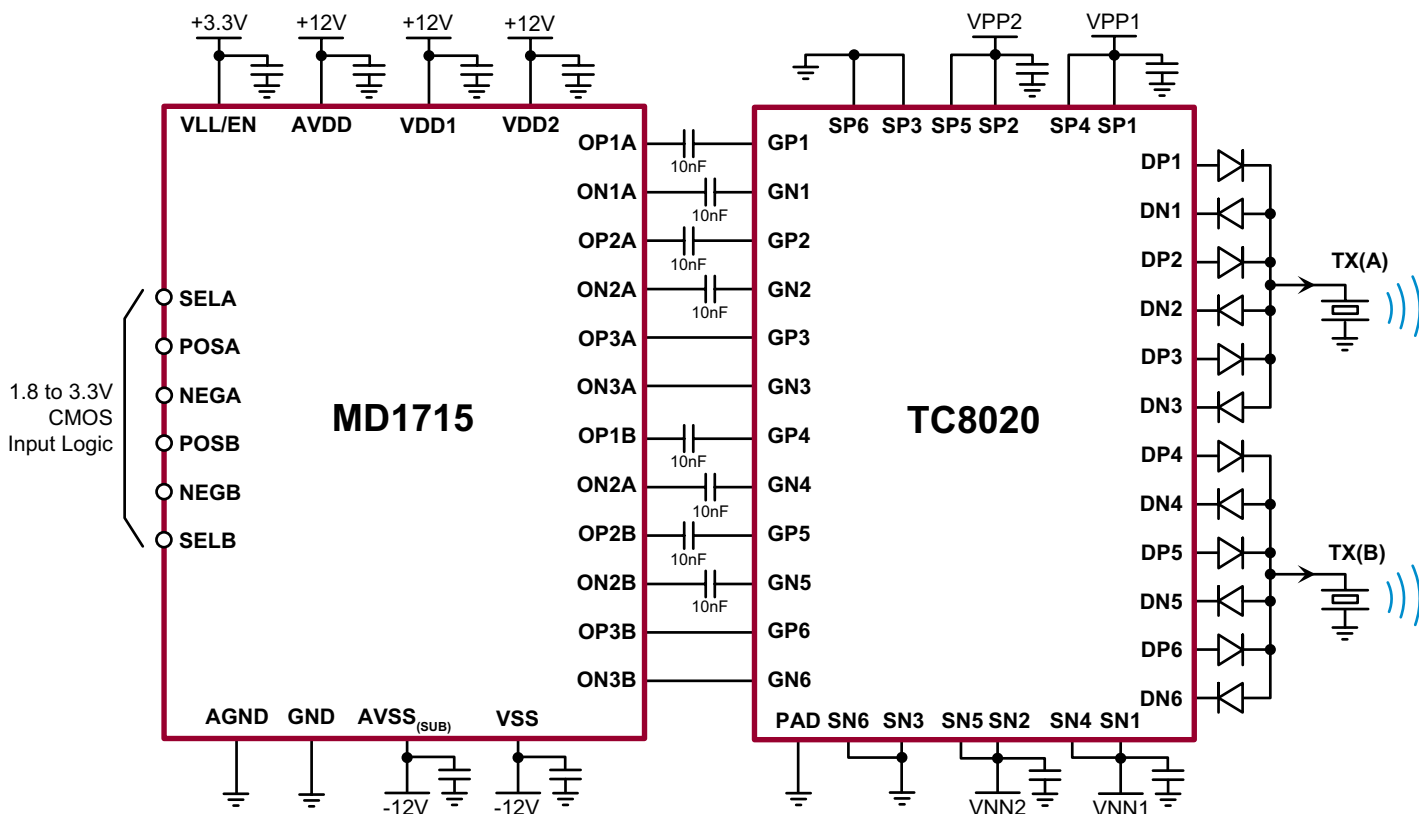 +3.3V +12V +12V +12V VPP2 VPP1
VLL/EN AVDD VDD1 VDD2
SP6 SP3 SP5 SP2 SP4 SP1
OP1A 10nF GP1
ON1A 10nF GN1
OP2A 10nF GP2
ON2A 10nF GN2
OP3A GP3
ON3A GN3
OP1B 10nF GP4
ON2A 10nF GN4
OP2B 10nF GP5
ON2B 10nF GN5
OP3B GP6
ON3B GN6
1.8 to 3.3V
CMOS
Input Logic
SELA
POSA
NEGA
POSB
NEGB
SELB
MD1715
TC8020
DP1
DN1
DP2
DN2
DP3
DN3
DP4
DN4
DP5
DN5
DP6
DN6
TX(A)
TX(B)
AGND GND AVSS(SUB) VSS
PAD SN6 SN3 SN5 SN2 SN4 SN1
-12V -12V VNN2 VNN1